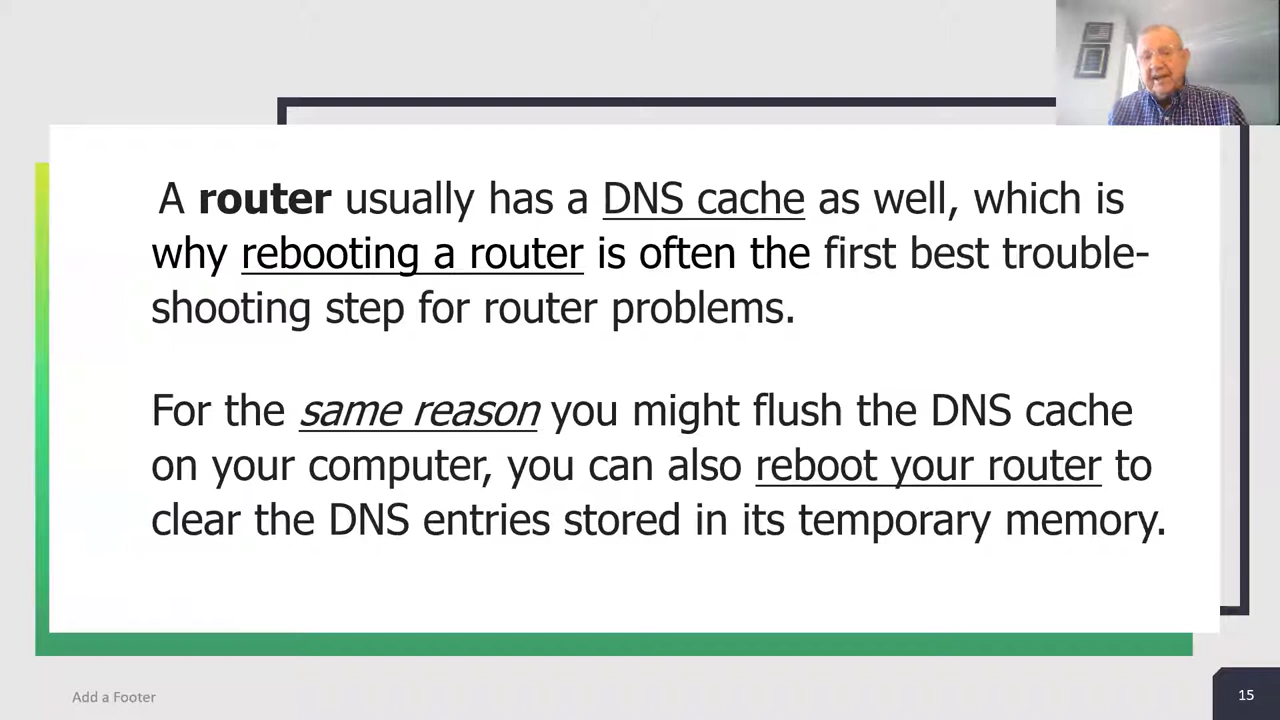 A router usually has a DNS cache as well, which is
why rebooting a router is often the first best trouble-
shooting step for router problems.
For the same reason you might flush the DNS cache
on your computer, you can also reboot your router to
clear the DNS entries stored in its temporary memory.
Add a Footer
15